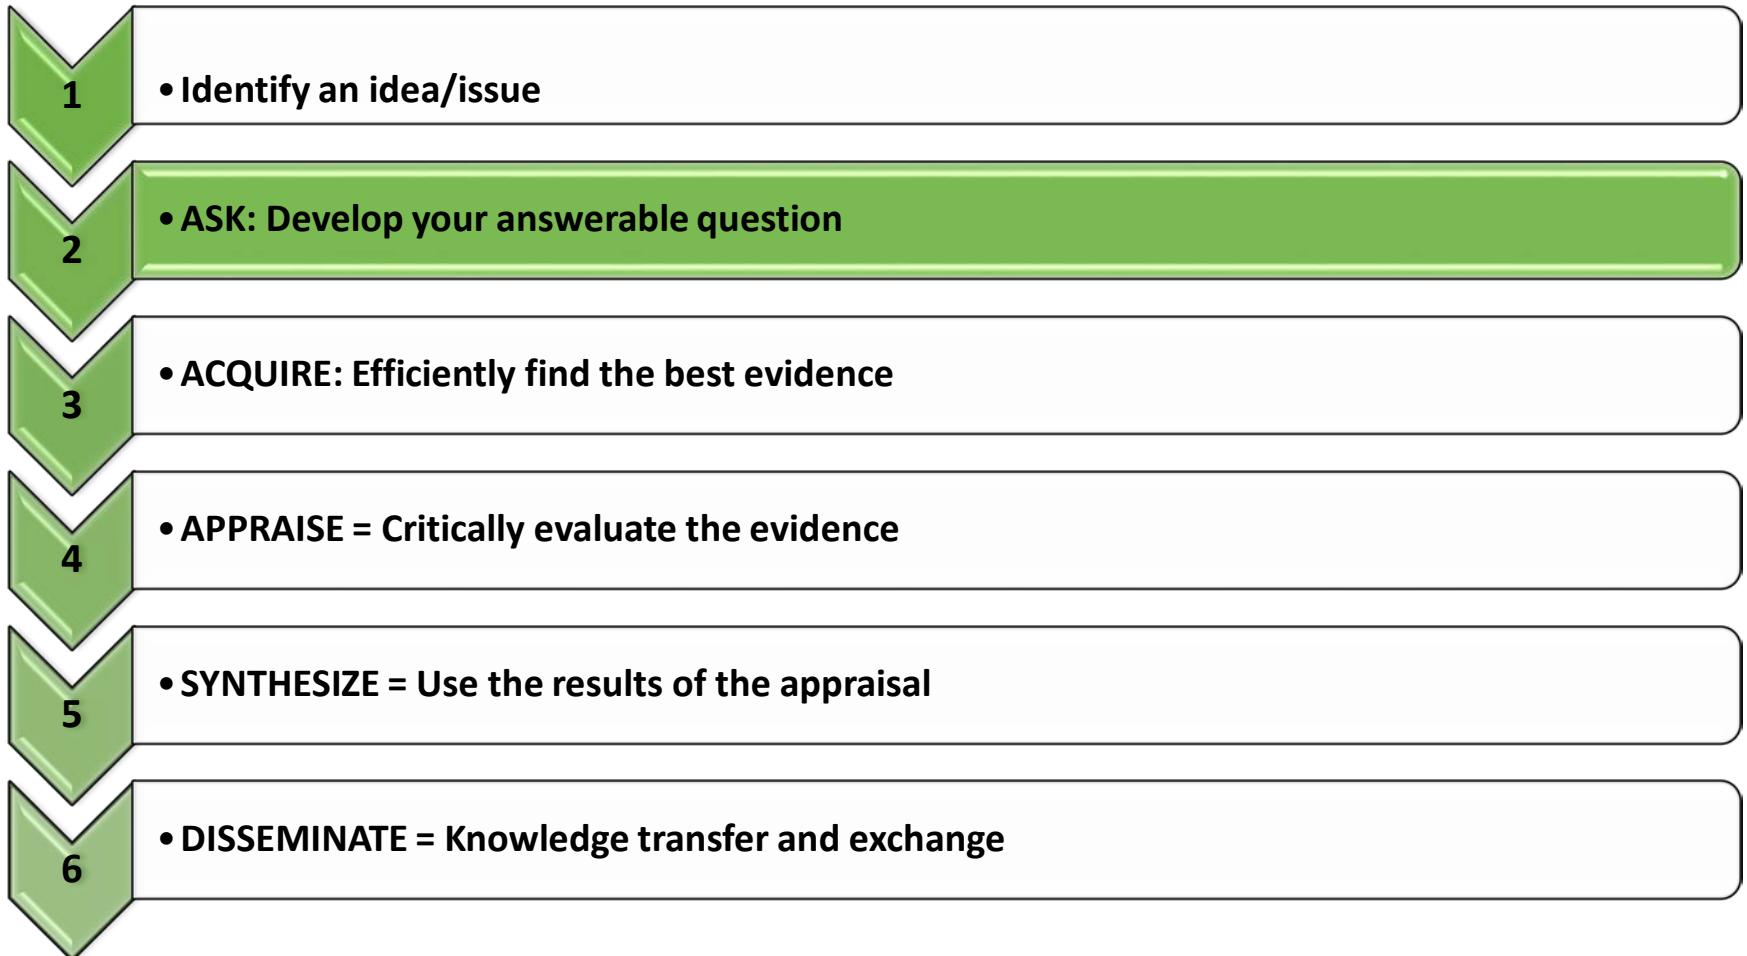 1
• Identify an idea/issue
2
• ASK: Develop your answerable question
3
• ACQUIRE: Efficiently find the best evidence
4
• APPRAISE = Critically evaluate the evidence
5
• SYNTHESIZE = Use the results of the appraisal
6
• DISSEMINATE = Knowledge transfer and exchange